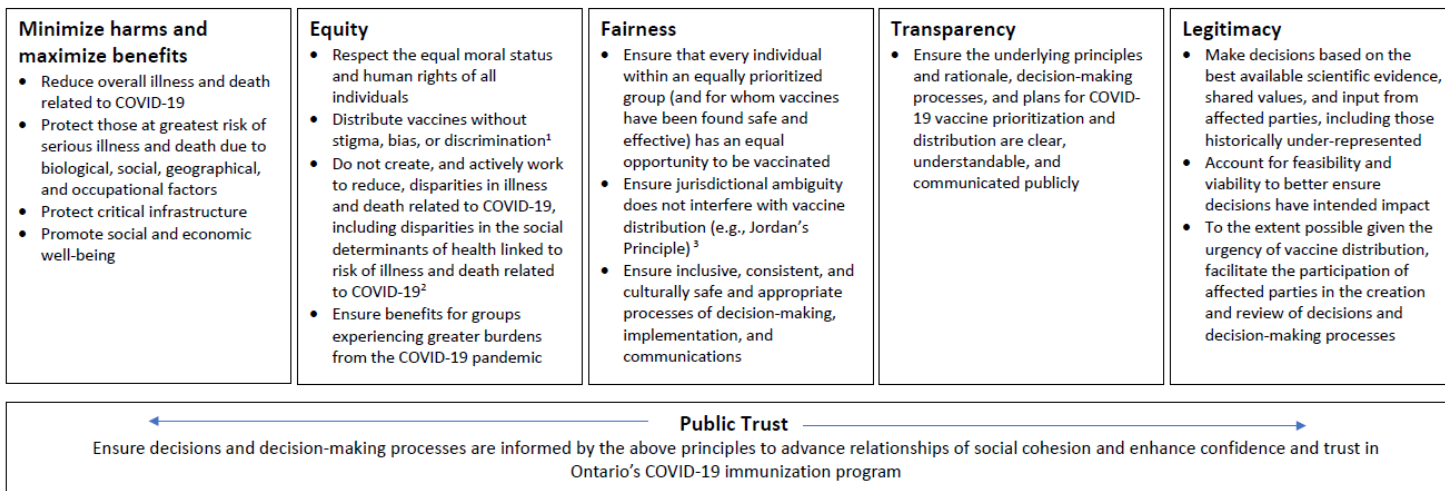 Minimize harms and
maximize benefits
• Reduce overall illness and death
related to COVID-19
• Protect those at greatest risk of
serious illness and death due to
biological, social, geographical,
and occupational factors
• Protect critical infrastructure
• Promote social and economic
well-being
Equity
• Respect the equal moral status
and human rights of all
individuals
• Distribute vaccines without
stigma, bias, or discrimination¹
• Do not create, and actively work
to reduce, disparities in illness
and death related to COVID-19,
including disparities in the social
determinants of health linked to
risk of illness and death related
to COVID-19²
• Ensure benefits for groups
experiencing greater burdens
from the COVID-19 pandemic
Fairness
• Ensure that every individual
within an equally prioritized
group (and for whom vaccines
have been found safe and
effective) has an equal
opportunity to be vaccinated
• Ensure jurisdictional ambiguity
does not interfere with vaccine
distribution (e.g., Jordan's
Principle) ³
• Ensure inclusive, consistent, and
culturally safe and appropriate
processes of decision-making,
implementation, and
communications
Transparency
• Ensure the underlying principles
and rationale, decision-making
processes, and plans for COVID-
19 vaccine prioritization and
distribution are clear,
understandable, and
communicated publicly
Legitimacy
• Make decisions based on the
best available scientific evidence,
shared values, and input from
affected parties, including those
historically under-represented
• Account for feasibility and
viability to better ensure
decisions have intended impact
• To the extent possible given the
urgency of vaccine distribution,
facilitate the participation of
affected parties in the creation
and review of decisions and
decision-making processes
Public Trust
Ensure decisions and decision-making processes are informed by the above principles to advance relationships of social cohesion and enhance confidence and trust in
Ontario's COVID-19 immunization program